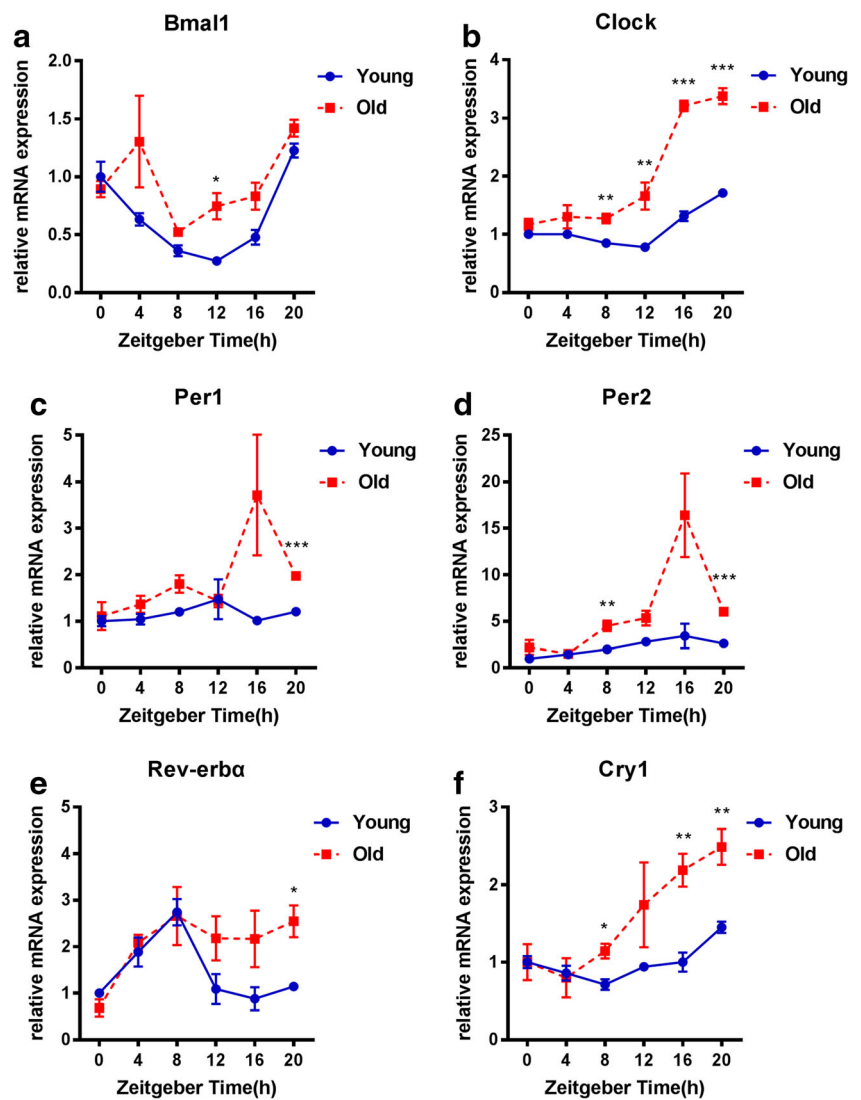 a
Bmal1
relative mRNA expression
2.0
1.5
1.0
0.5
0.0
*
0 4 8 12 16 20
Zeitgeber Time(h)
Young
Old
b
Clock
relative mRNA expression
4
3
2
1
0
** ** *** ***
0 4 8 12 16 20
Zeitgeber Time(h)
Young
Old
c
Per1
relative mRNA expression
5
4
3
2
1
0
***
0 4 8 12 16 20
Zeitgeber Time(h)
Young
Old
d
Per2
relative mRNA expression
25
20
15
10
5
0
** ***
0 4 8 12 16 20
Zeitgeber Time(h)
Young
Old
e
Rev-erbα
relative mRNA expression
5
4
3
2
1
0
*
0 4 8 12 16 20
Zeitgeber Time(h)
Young
Old
f
Cry1
relative mRNA expression
3
2
1
0
* ** **
0 4 8 12 16 20
Zeitgeber Time(h)
Young
Old